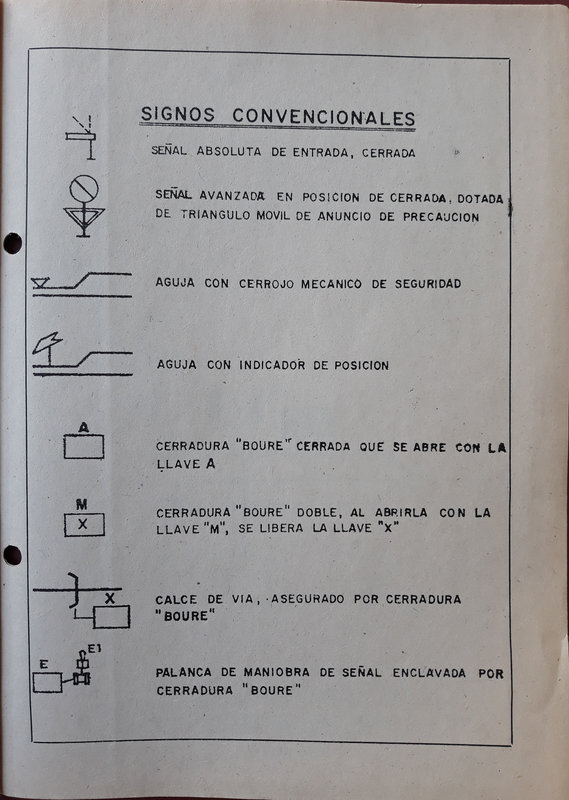 SIGNOS CONVENCIONALES
SEÑAL ABSOLUTA DE ENTRADA, CERRADA
SEÑAL AVANZADA EN POSICION DE CERRADA, DOTADA
DE TRIANGULO MOVIL DE ANUNCIO DE PRECAUCION
AGUJA CON CERROJO MECANICO DE SEGURIDAD
AGUJA CON INDICADOR DE POSICION
A
CERRADURA "BOURE" CERRADA QUE SE ABRE CON LA
LLAVE A
M
X
CERRADURA "BOURE" DOBLE, AL ABRIRLA CON LA
LLAVE "M", SE LIBERA LA LLAVE "X"
X
CALCE DE VIA, ASEGURADO POR CERRADURA
"BOURE"
E1
E
PALANCA DE MANIOBRA DE SEÑAL ENCLAVADA POR
CERRADURA "BOURE"